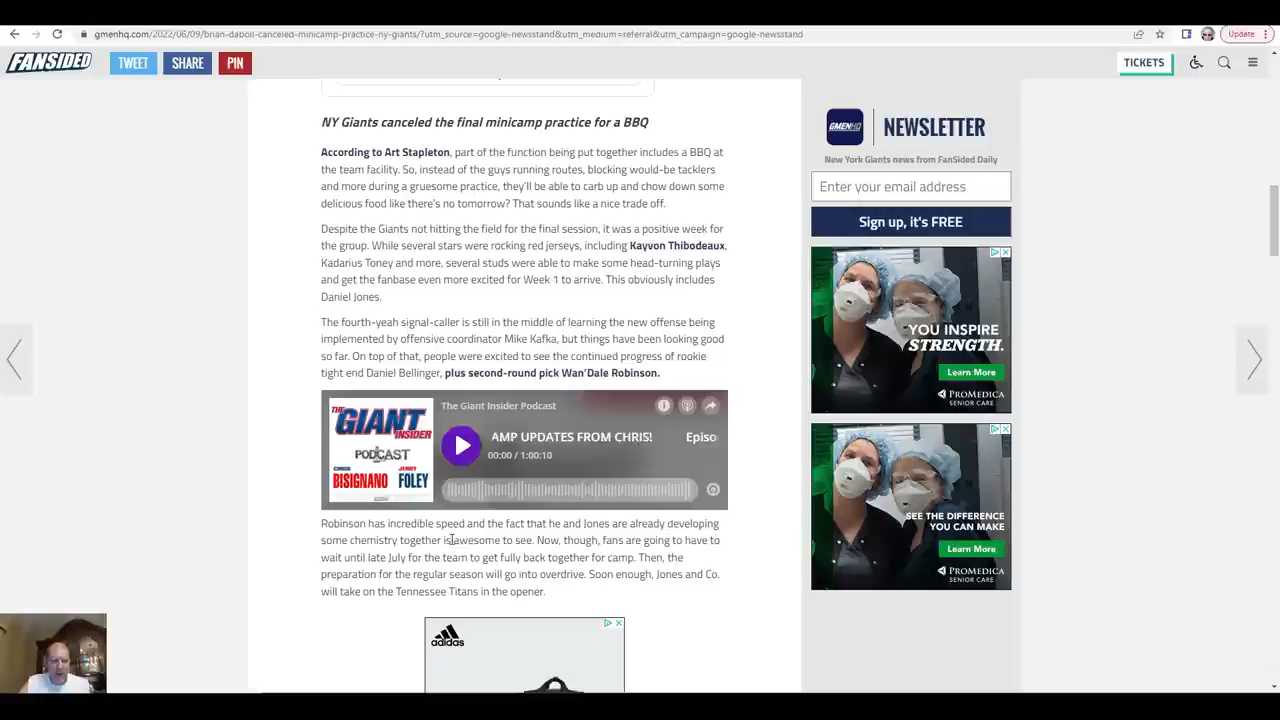 gmenhq.com/2022/06/09/brian-daboll-canceled-minicamp-practice-ny-giants/?utm_source=google-newsstand&utm_medium=referral&utm_campaign=google-newsstand
Update
FANSIDED
TWEET
SHARE
PIN
TICKETS
NY Giants canceled the final minicamp practice for a BBQ
According to Art Stapleton, part of the function being put together includes a BBQ at
the team facility. So, instead of the guys running routes, blocking would-be tacklers
and more during a gruesome practice, they'll be able to carb up and chow down some
delicious food like there's no tomorrow? That sounds like a nice trade off.
Despite the Giants not hitting the field for the final session, it was a positive week for
the group. While several stars were rocking red jerseys, including Kayvon Thibodeaux,
Kadarius Toney and more, several studs were able to make some head-turning plays
and get the fanbase even more excited for Week 1 to arrive. This obviously includes
Daniel Jones.
The fourth-yeah signal-caller is still in the middle of learning the new offense being
implemented by offensive coordinator Mike Kafka, but things have been looking good
so far. On top of that, people were excited to see the continued progress of rookie
tight end Daniel Bellinger, plus second-round pick Wan'Dale Robinson.
THE
GIANT
INSIDER
PODCAST
CHRIS
BISIGNANO
JERRY
FOLEY
The Giant Insider Podcast
AMP UPDATES FROM CHRIS!
Episo
00:00 / 1:00:10
Robinson has incredible speed and the fact that he and Jones are already developing
some chemistry together is awesome to see. Now, though, fans are going to have to
wait until late July for the team to get fully back together for camp. Then, the
preparation for the regular season will go into overdrive. Soon enough, Jones and Co.
will take on the Tennessee Titans in the opener.
adidas
GMENHQ
NEWSLETTER
New York Giants news from FanSided Daily
Enter your email address
Sign up, it's FREE
YOU INSPIRE
STRENGTH.
Learn More
PROMEDICA
SENIOR CARE
SEE THE DIFFERENCE
YOU CAN MAKE
Learn More
PROMEDICA
SENIOR CARE